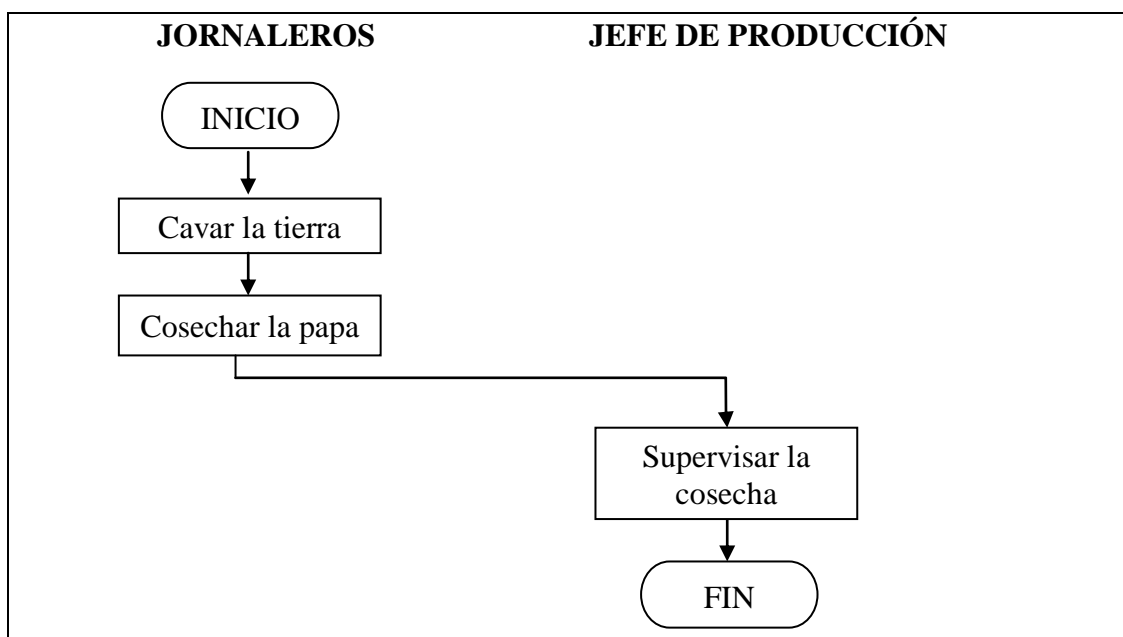 JORNALEROS
JEFE DE PRODUCCIÓN
INICIO
Cavar la tierra
Cosechar la papa
Supervisar la
cosecha
FIN